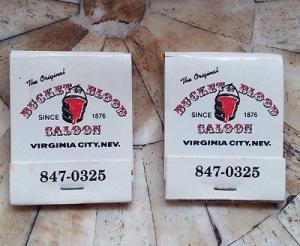 The Original
BUCKET OF BLOOD
SINCE 1876
SALOON
VIRGINIA CITY, NEV.
847-0325
The Original
BUCKET OF BLOOD
SINCE 1876
SALOON
VIRGINIA CITY, NEV.
847-0325